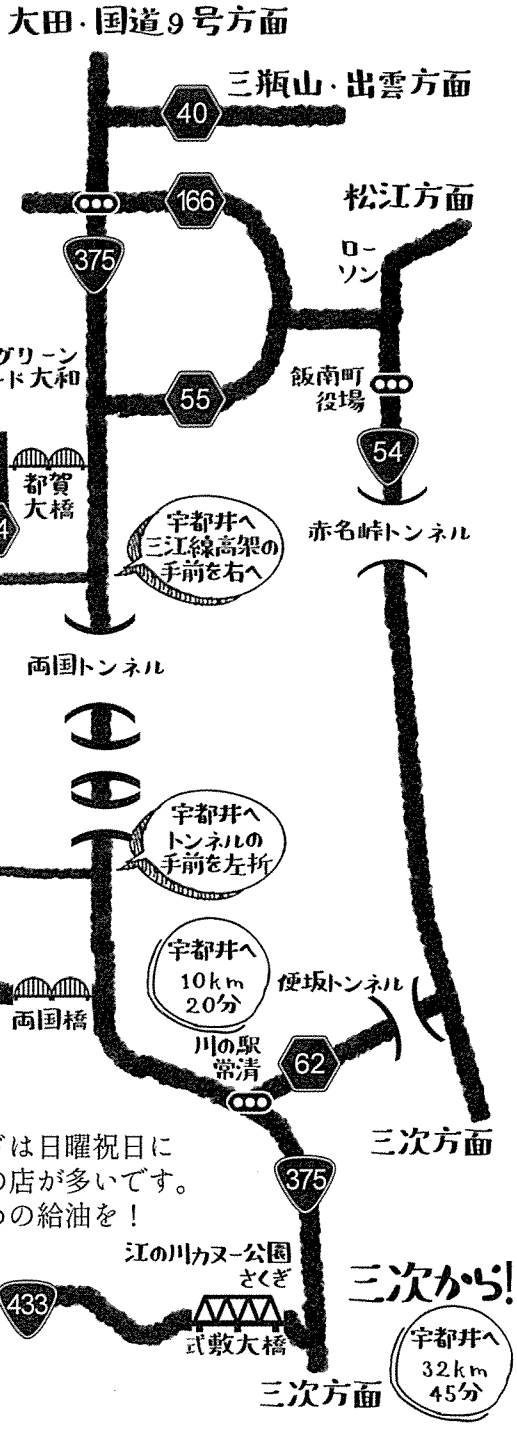 大田・国道9号方面
三瓶山・出雲方面
40
166
松江方面
375
ロー
ソン
グリーン
ード大和
55
飯南町
役場
54
都賀
大橋
4
宇都井へ
三江線高架の
手前を右へ
赤名峠トンネル
両国トンネル
宇都井へ
トンネルの
手前を左折
宇都井へ
10km
20分
便坂トンネル
両国橋
川の駅
常清
62
は日曜祝日に
の店が多いです。
の給油を！
三次方面
375
江の川カヌー公園
さくぎ
433
式敷大橋
三次から!
宇都井へ
32km
45分
三次方面